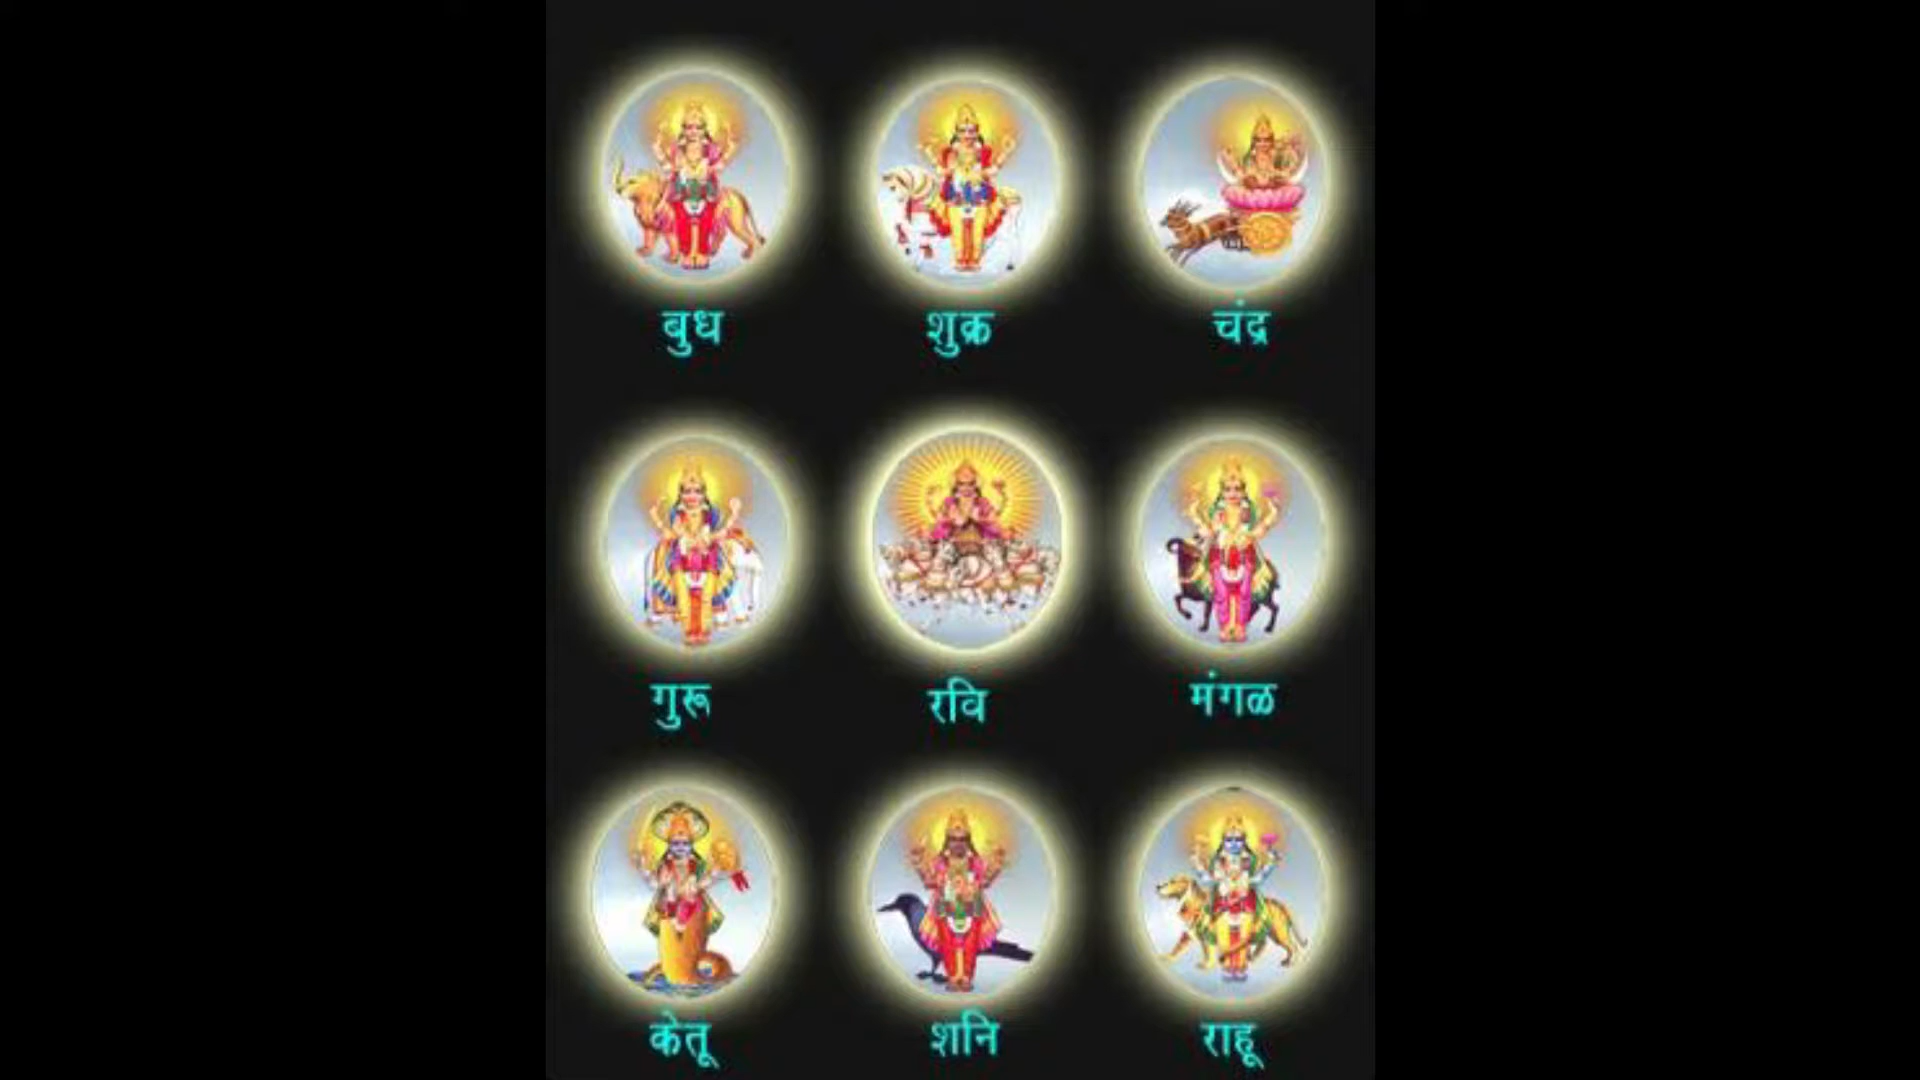 बुध शुक्र चंद्र
गुरू रवि मंगळ
केतू शनि राहू